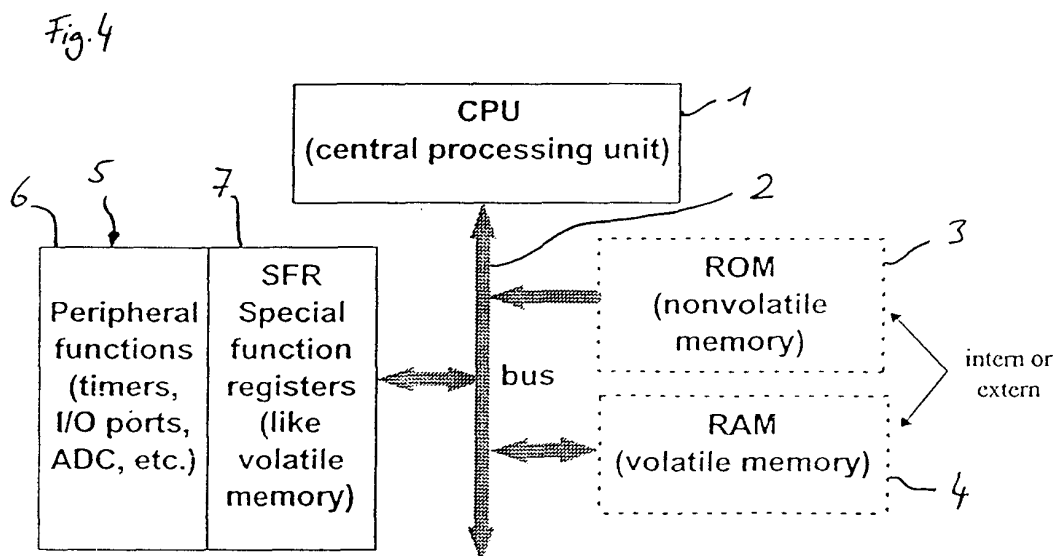 Fig. 4
1
CPU
(central processing unit)
2
6
5
7
3
Peripheral
functions
(timers,
I/O ports,
ADC, etc.)
SFR
Special
function
registers
(like
volatile
memory)
bus
ROM
(nonvolatile
memory)
intern or
extern
RAM
(volatile memory)
4